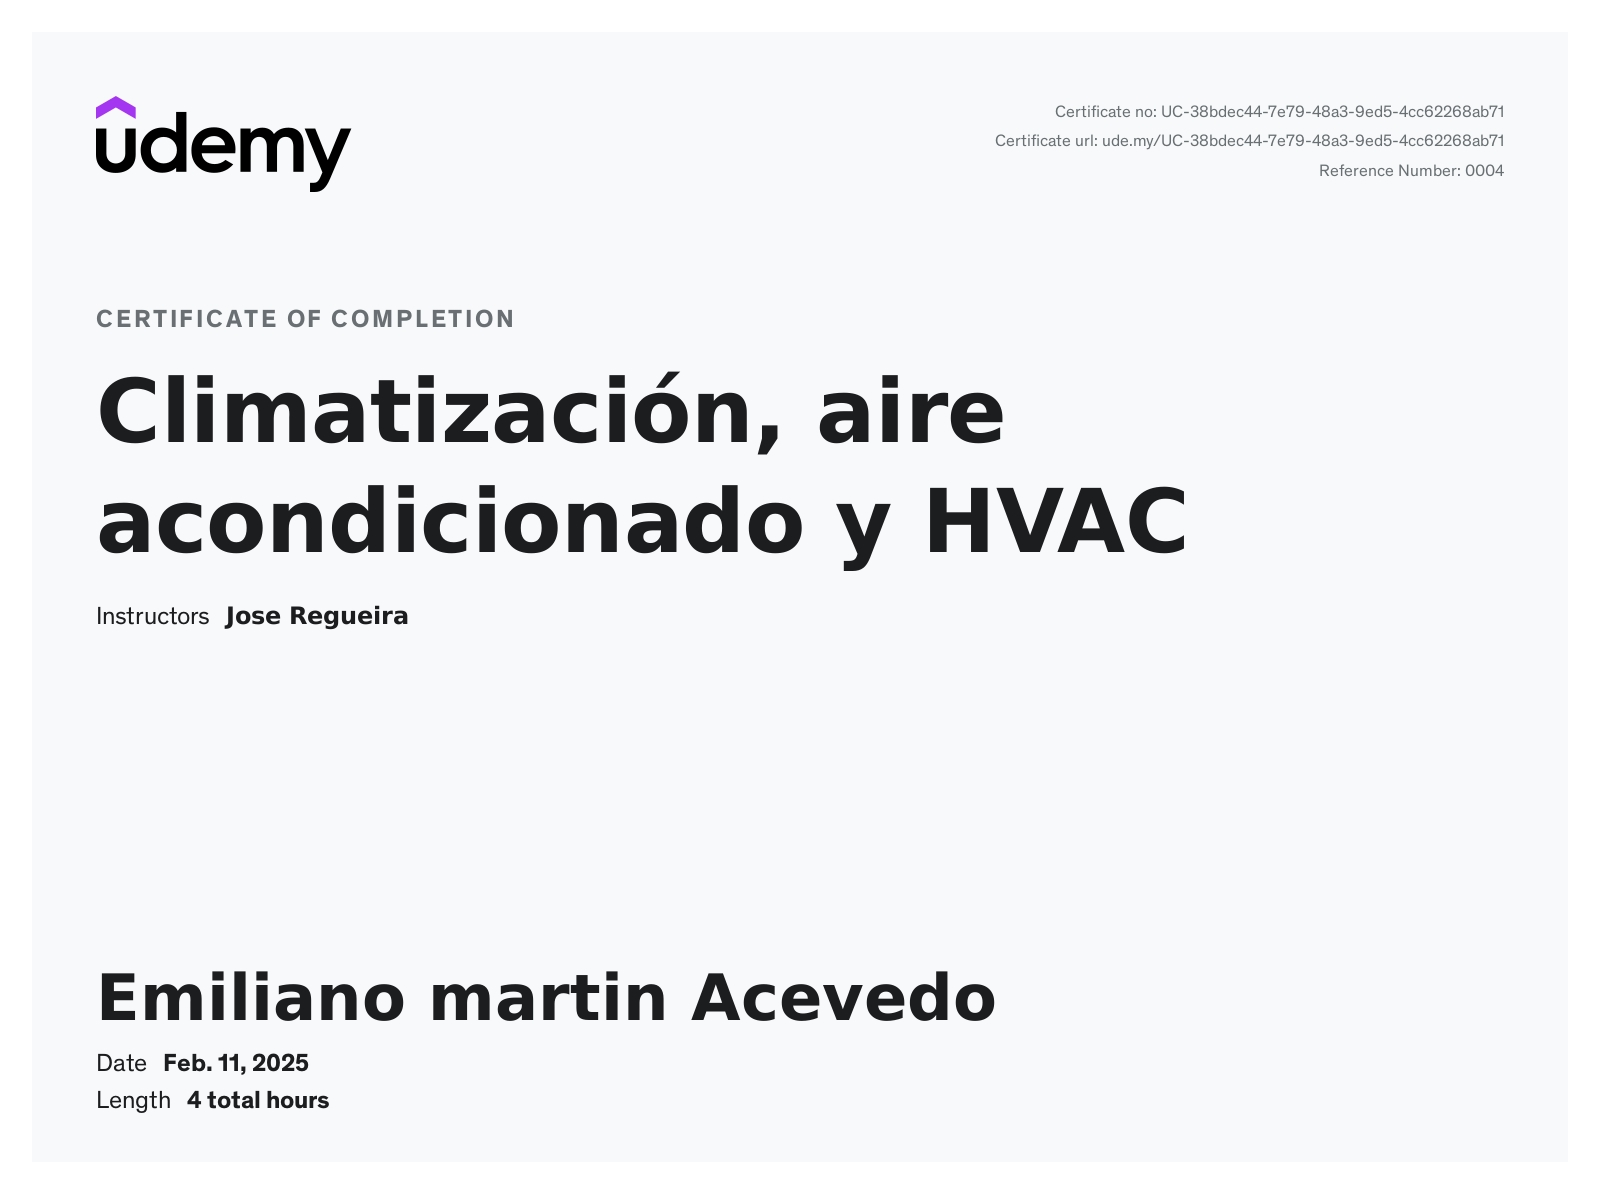 udemy
Certificate no: UC-38bdec44-7e79-48a3-9ed5-4cc62268ab71
Certificate url: ude.my/UC-38bdec44-7e79-48a3-9ed5-4cc62268ab71
Reference Number: 0004
CERTIFICATE OF COMPLETION
Climatización, aire
acondicionado y HVAC
Instructors Jose Regueira
Emiliano martin Acevedo
Date Feb. 11, 2025
Length 4 total hours